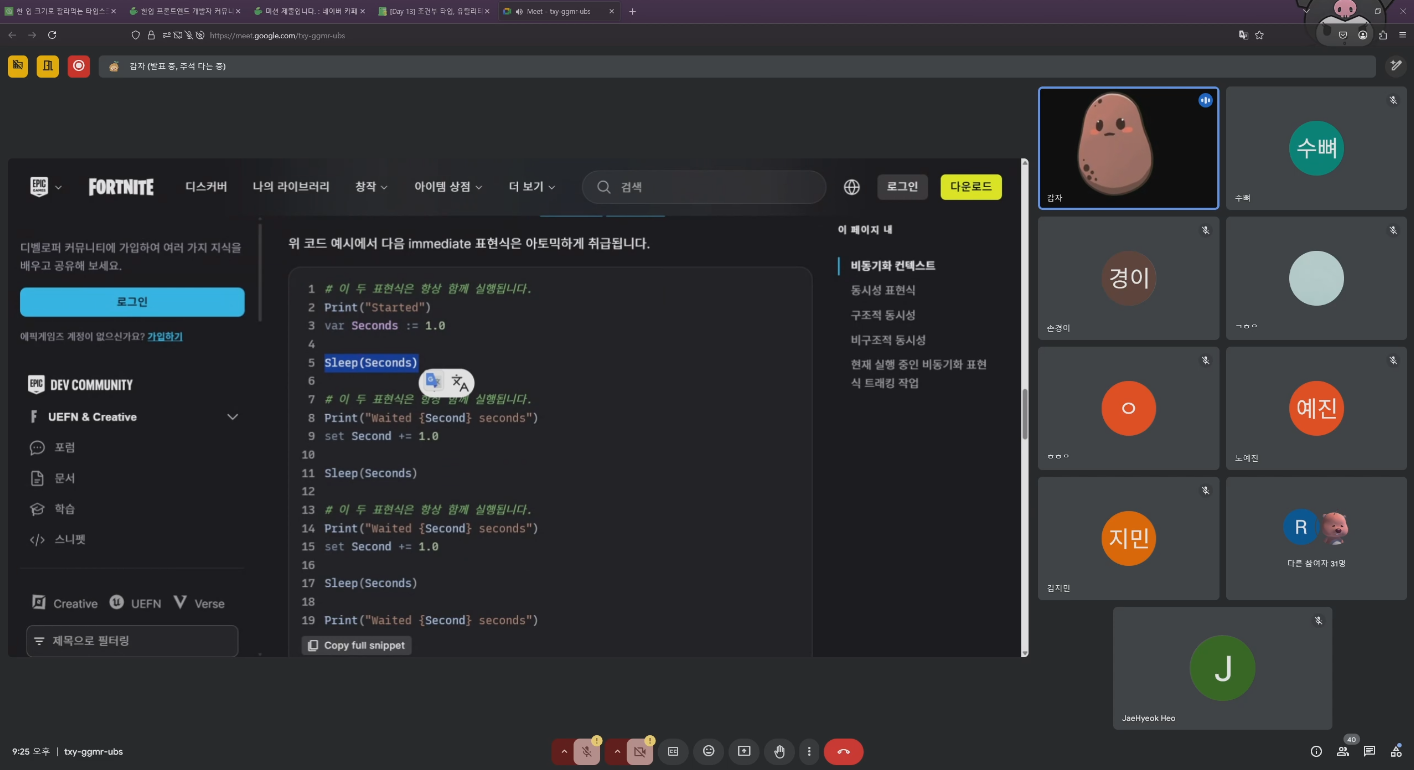 한 입 크기로 잘라먹는 타입스
한입 프론트엔드 개발자 커뮤니
미션 제출입니다. : 네이버 카페
[Day 13] 조건부 타입, 유틸리티
Meet - txy-ggmr-ubs
https://meet.google.com/txy-ggmr-ubs
감자 (발표 중, 주석 다는 중)
EPIC GAMES
FORTNITE
디스커버
나의 라이브러리
창작
아이템 상점
더 보기
검색
로그인
다운로드
디벨로퍼 커뮤니티에 가입하여 여러 가지 지식을
배우고 공유해 보세요.
로그인
에픽게임즈 계정이 없으신가요? 가입하기
EPIC DEV COMMUNITY
UEFN & Creative
포럼
문서
학습
스니펫
Creative
UEFN
Verse
제목으로 필터링
위 코드 예시에서 다음 immediate 표현식은 아토믹하게 취급됩니다.
1 # 이 두 표현식은 항상 함께 실행됩니다.
2 Print("Started")
3 var Seconds := 1.0
4
5 Sleep(Seconds)
6
7 # 이 두 표현식은 항상 함께 실행됩니다.
8 Print("Waited {Second} seconds")
9 set Second += 1.0
10
11 Sleep(Seconds)
12
13 # 이 두 표현식은 항상 함께 실행됩니다.
14 Print("Waited {Second} seconds")
15 set Second += 1.0
16
17 Sleep(Seconds)
18
19 Print("Waited {Second} seconds")
Copy full snippet
이 페이지 내
비동기화 컨텍스트
동시성 표현식
구조적 동시성
비구조적 동시성
현재 실행 중인 비동기화 표현
식 트래킹 작업
감자
수뼈
수뼈
경이
손경이
ㅇ
예진
노예진
지민
김지민
R
다른 참여자 31명
J
JaeHyeok Heo
9:25 오후 | txy-ggmr-ubs
40